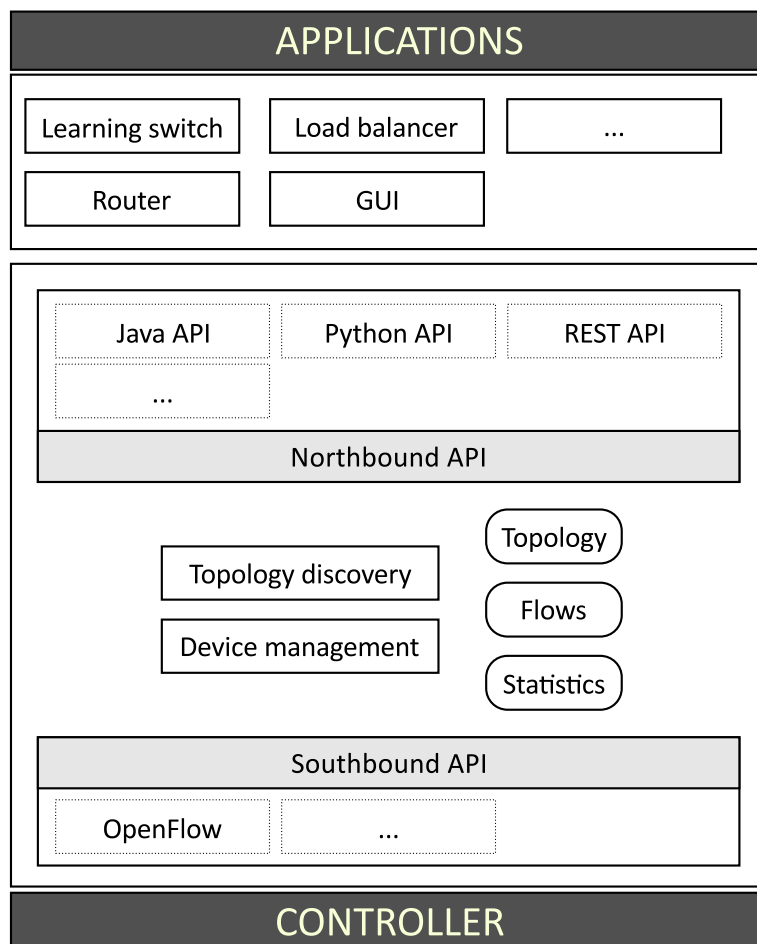 APPLICATIONS
Learning switch
Load balancer
...
Router
GUI
Java API
Python API
REST API
...
Northbound API
Topology discovery
Device management
Topology
Flows
Statistics
Southbound API
OpenFlow
...
CONTROLLER